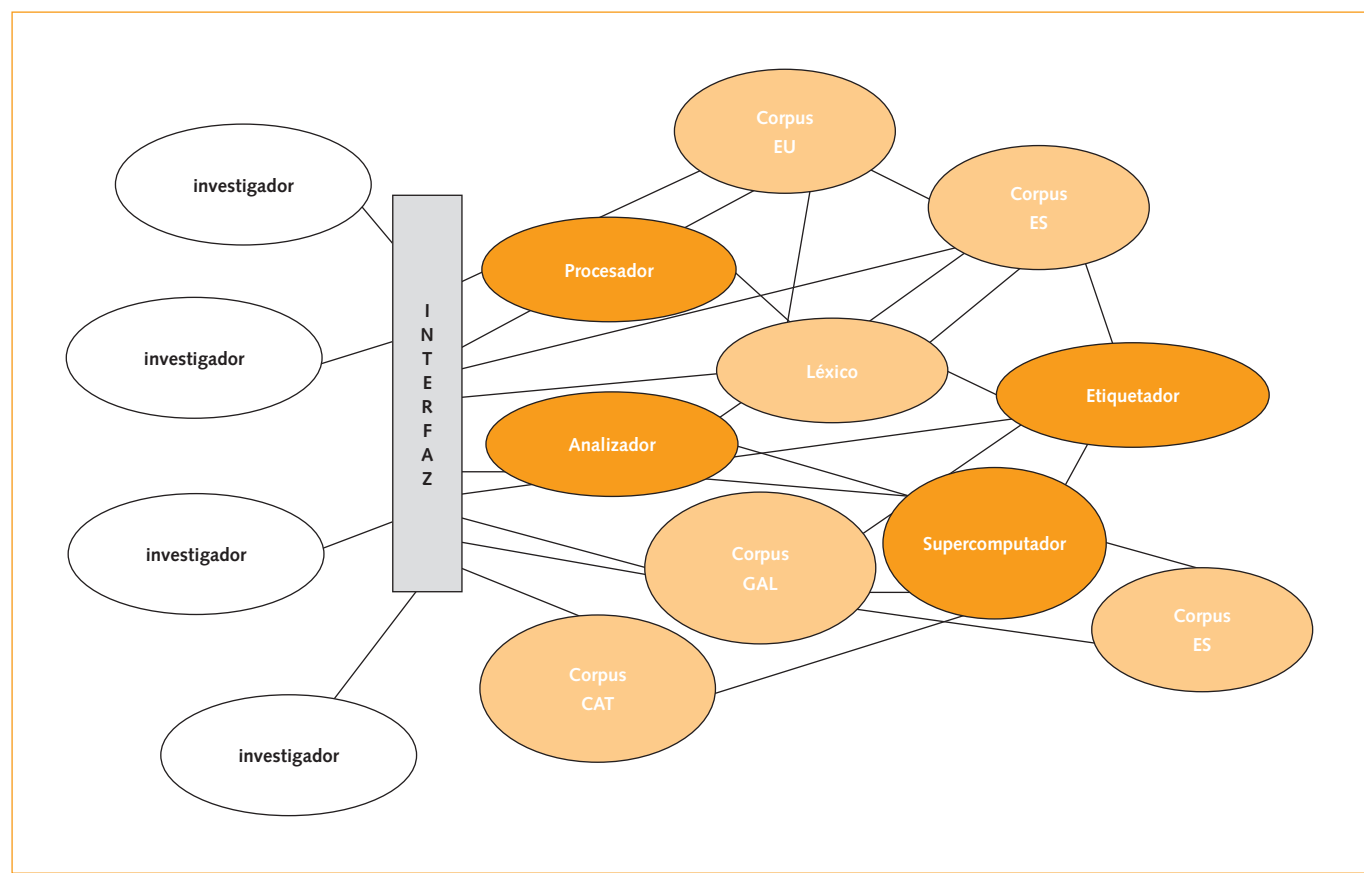 investigador
investigador
investigador
investigador
I
N
T
E
R
F
A
Z
Corpus
EU
Corpus
ES
Procesador
Léxico
Etiquetador
Analizador
Supercomputador
Corpus
GAL
Corpus
ES
Corpus
CAT